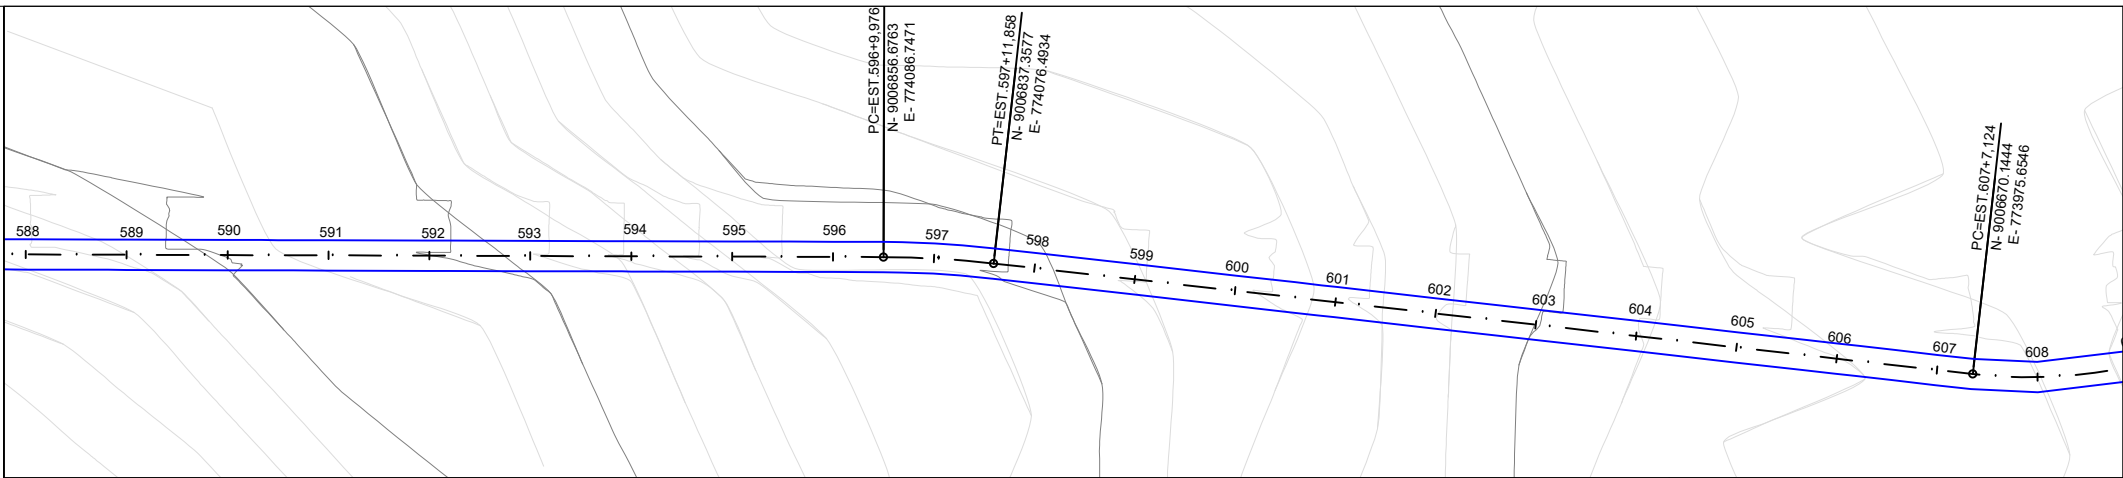 PC=EST.596+9,976
N- 9006856.6763
E- 774086.7471
PT=EST.597+11,858
N- 9006837.3577
E- 774076.4934
PC=EST.607+7,124
N- 9006670.1444
E- 773975.6546
588
589
590
591
592
593
594
595
596
597
598
599
600
601
602
603
604
605
606
607
608